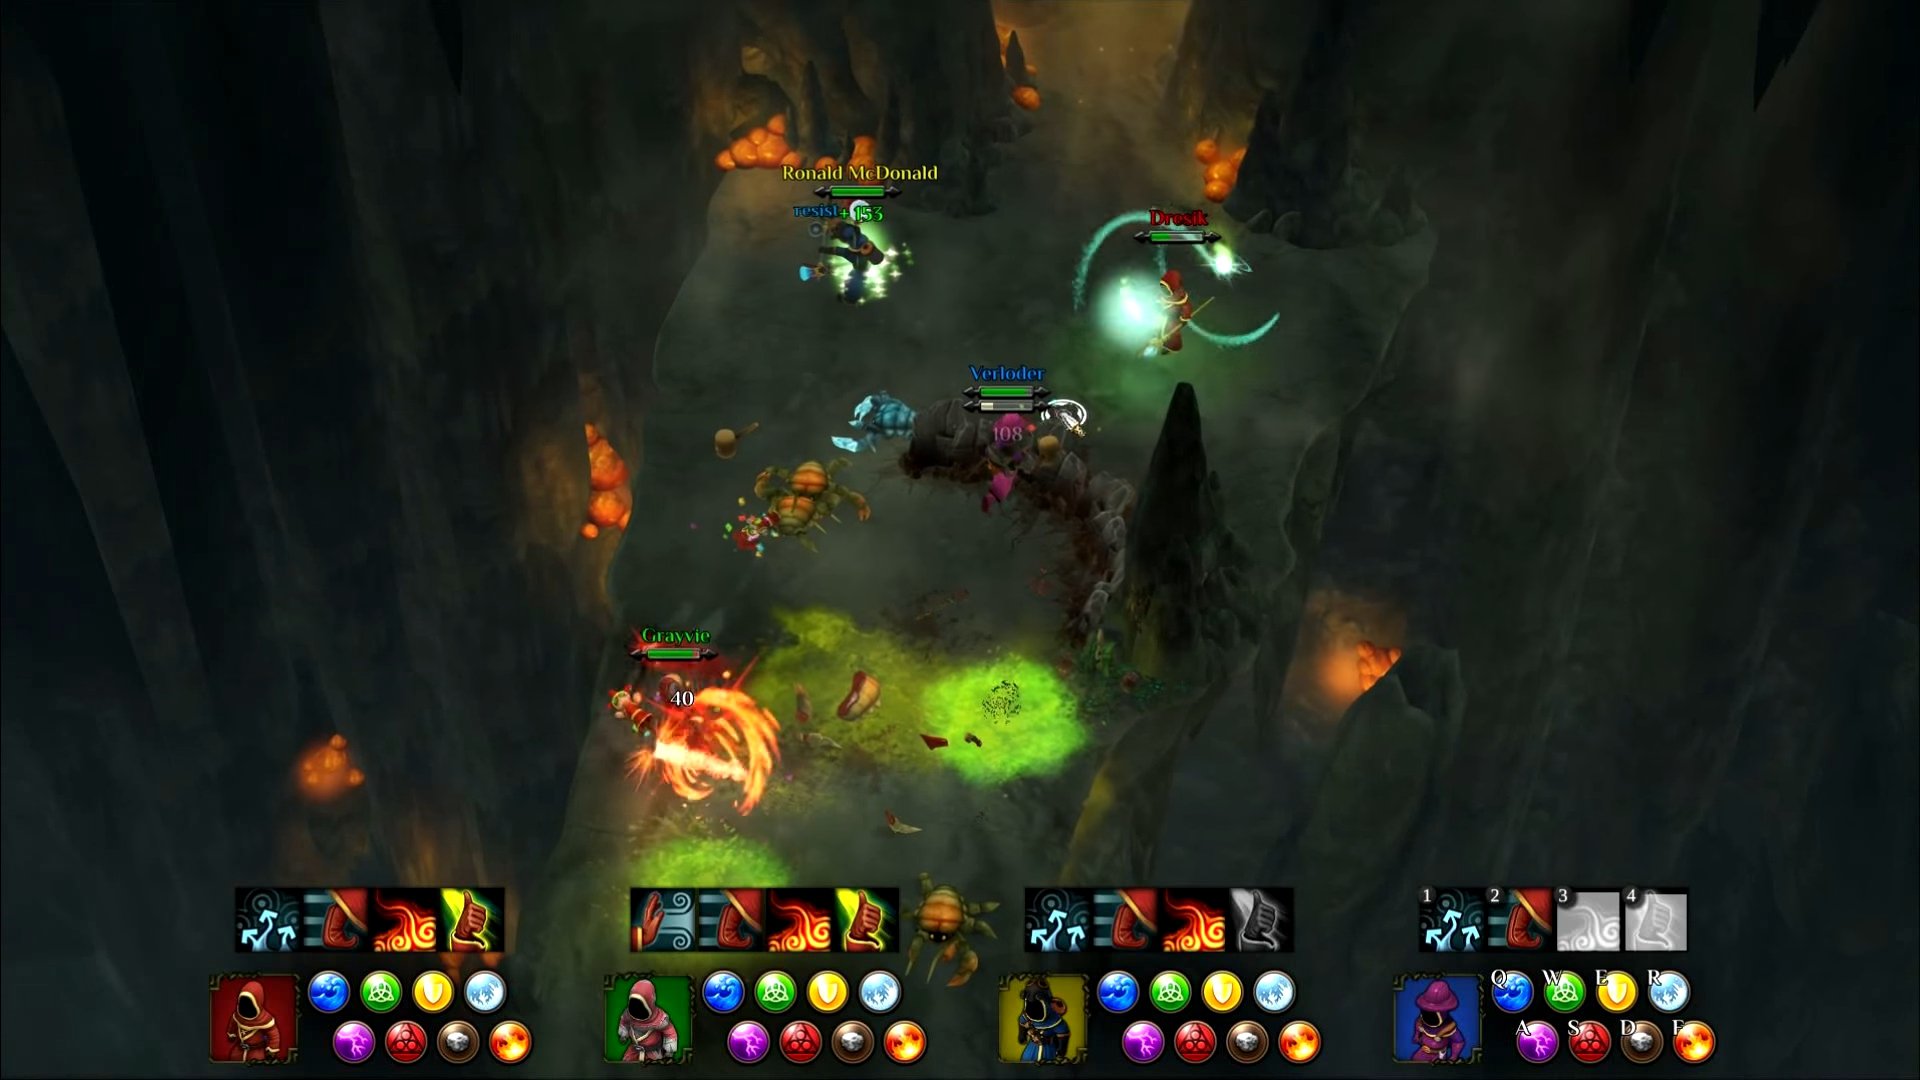 Ronald McDonald
resist+ 153
Dresik
Verloder
108
Grayvie
40
1 2 3 4
Q W E R
A S D F